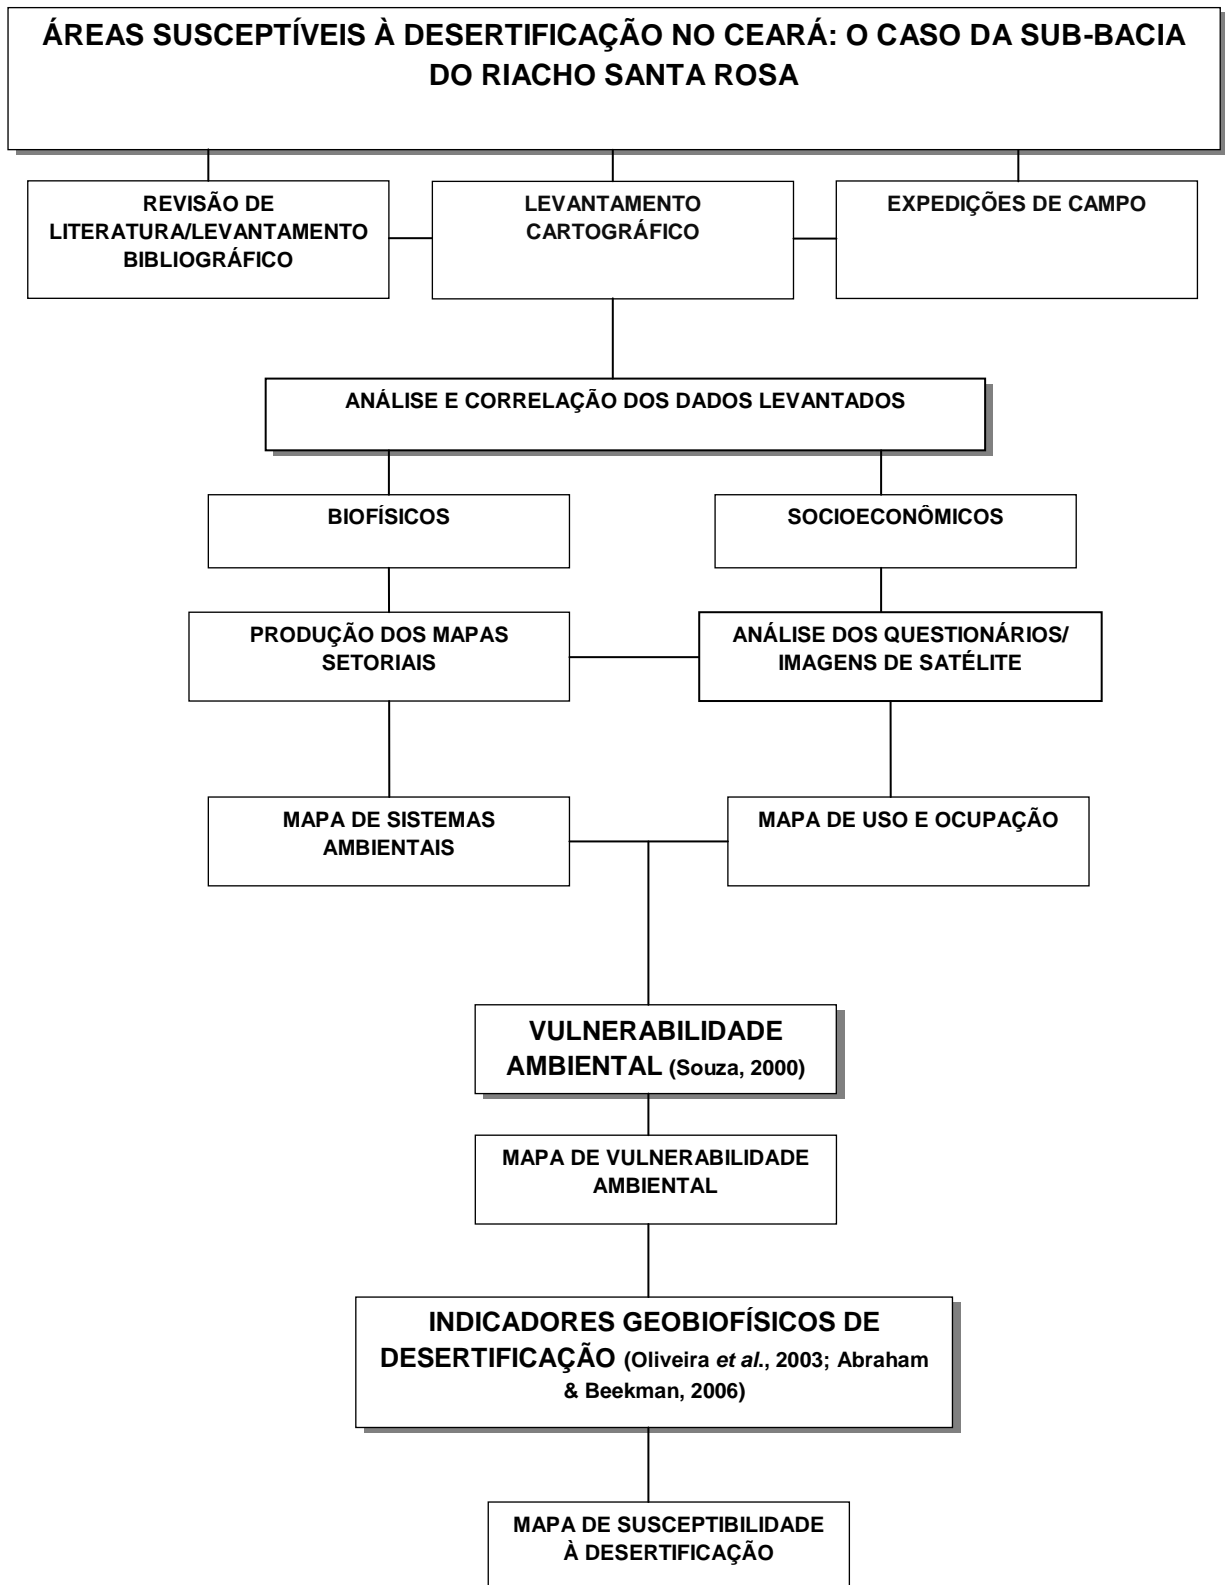 ÁREAS SUSCEPTÍVEIS À DESERTIFICAÇÃO NO CEARÁ: O CASO DA SUB-BACIA
DO RIACHO SANTA ROSA
REVISÃO DE
LITERATURA/LEVANTAMENTO
BIBLIOGRÁFICO
LEVANTAMENTO
CARTOGRÁFICO
EXPEDIÇÕES DE CAMPO
ANÁLISE E CORRELAÇÃO DOS DADOS LEVANTADOS
BIOFÍSICOS
SOCIOECONÔMICOS
PRODUÇÃO DOS MAPAS
SETORIAIS
ANÁLISE DOS QUESTIONÁRIOS/
IMAGENS DE SATÉLITE
MAPA DE SISTEMAS
AMBIENTAIS
MAPA DE USO E OCUPAÇÃO
VULNERABILIDADE
AMBIENTAL (Souza, 2000)
MAPA DE VULNERABILIDADE
AMBIENTAL
INDICADORES GEOBIOFÍSICOS DE
DESERTIFICAÇÃO (Oliveira et al., 2003; Abraham
& Beekman, 2006)
MAPA DE SUSCEPTIBILIDADE
À DESERTIFICAÇÃO